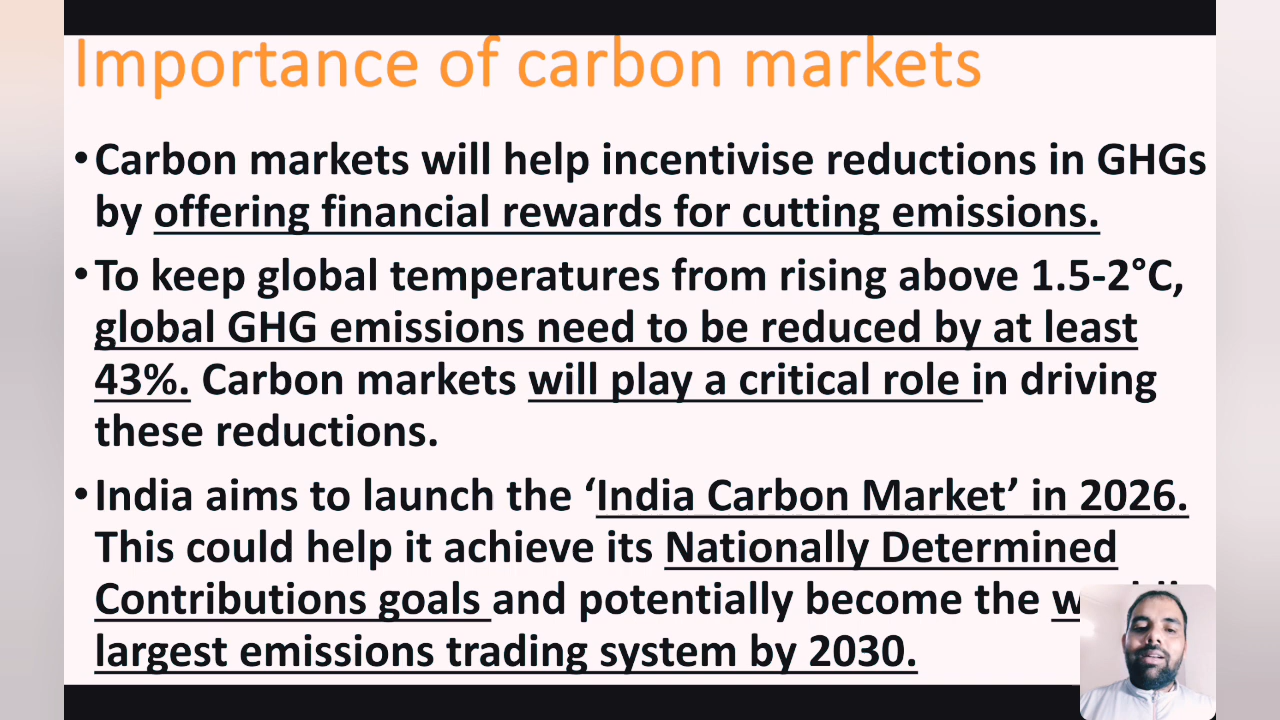 Importance of carbon markets
•Carbon markets will help incentivise reductions in GHGs
by offering financial rewards for cutting emissions.
•To keep global temperatures from rising above 1.5-2°C,
global GHG emissions need to be reduced by at least
43%. Carbon markets will play a critical role in driving
these reductions.
•India aims to launch the ‘India Carbon Market’ in 2026.
This could help it achieve its Nationally Determined
Contributions goals and potentially become the
largest emissions trading system by 2030.